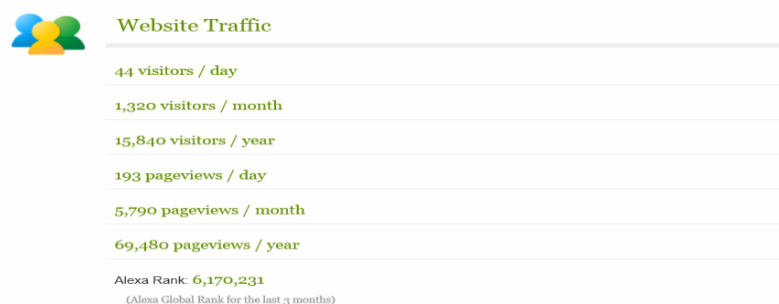 Website Traffic
44 visitors / day
1,320 visitors / month
15,840 visitors / year
193 pageviews / day
5,790 pageviews / month
69,480 pageviews / year
Alexa Rank: 6,170,231
(Alexa Global Rank for the last 3 months)